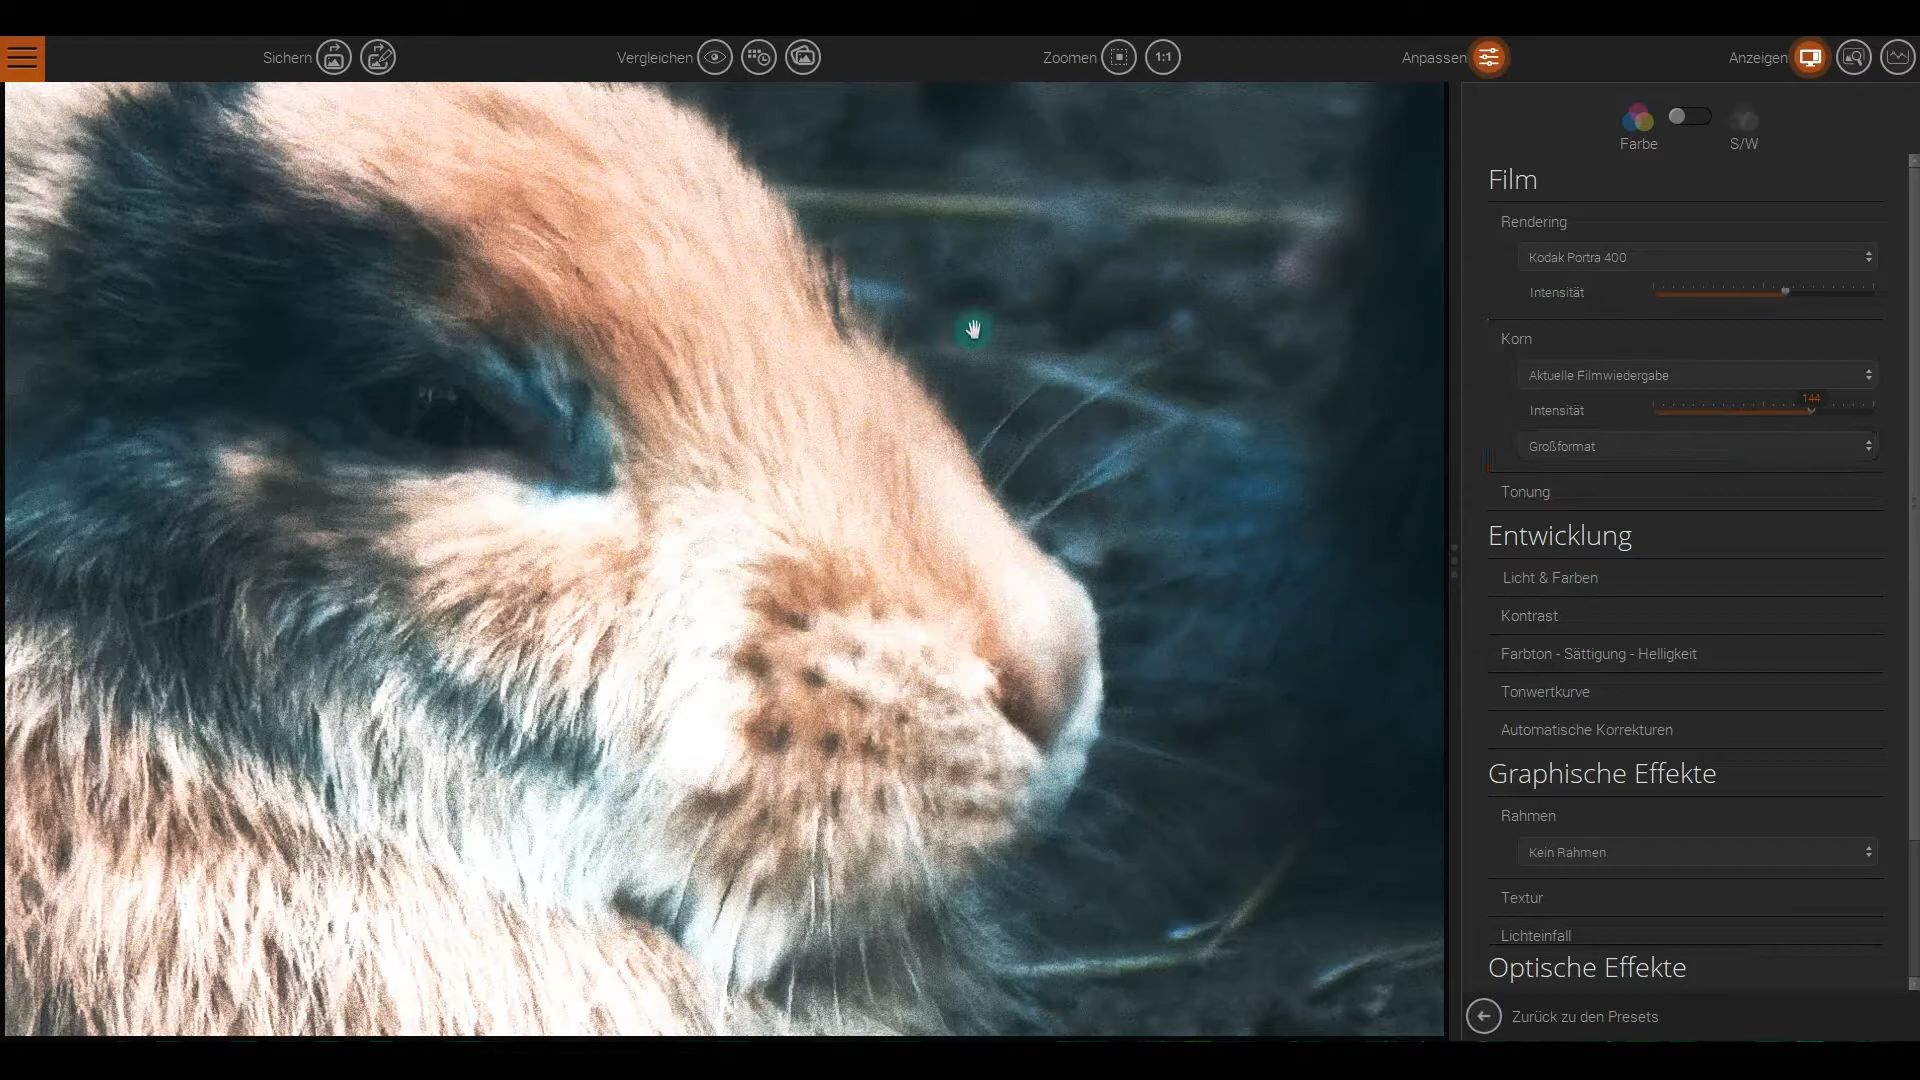 Sichern
Vergleichen
Zoomen
1:1
Anpassen
Anzeigen
Farbe
S/W
Film
Rendering
Kodak Portra 400
Intensität
Korn
Aktuelle Filmwiedergabe
144
Intensität
Großformat
Tonung
Entwicklung
Licht & Farben
Kontrast
Farbton - Sättigung - Helligkeit
Tonwertkurve
Automatische Korrekturen
Graphische Effekte
Rahmen
Kein Rahmen
Textur
Lichteinfall
Optische Effekte
Zurück zu den Presets